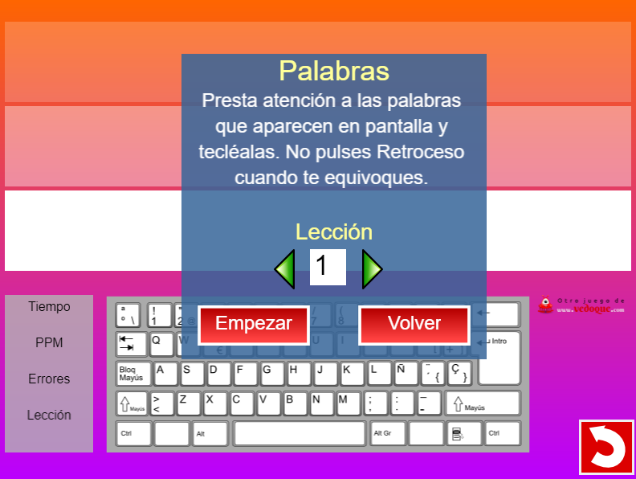 Palabras
Presta atención a las palabras
que aparecen en pantalla y
tecléalas. No pulses Retroceso
cuando te equivoques.
Lección
1
Empezar
Volver
Tiempo
PPM
Errores
Lección
Otro juego de
www.vedoque.com
º ª \ ! 1
Q W € U I Intro
Bloq Mayús A S D F G H J K L Ñ ¨ ´ { Ç }
Mayús > < Z X C V B N M ; , : . _ - Mayús
Ctrl Alt Alt Gr Ctrl